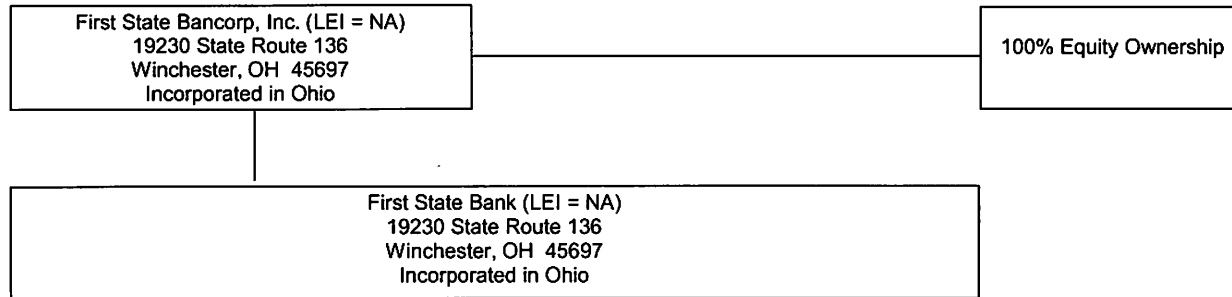 First State Bancorp, Inc. (LEI = NA)
19230 State Route 136
Winchester, OH 45697
Incorporated in Ohio
100% Equity Ownership
First State Bank (LEI = NA)
19230 State Route 136
Winchester, OH 45697
Incorporated in Ohio